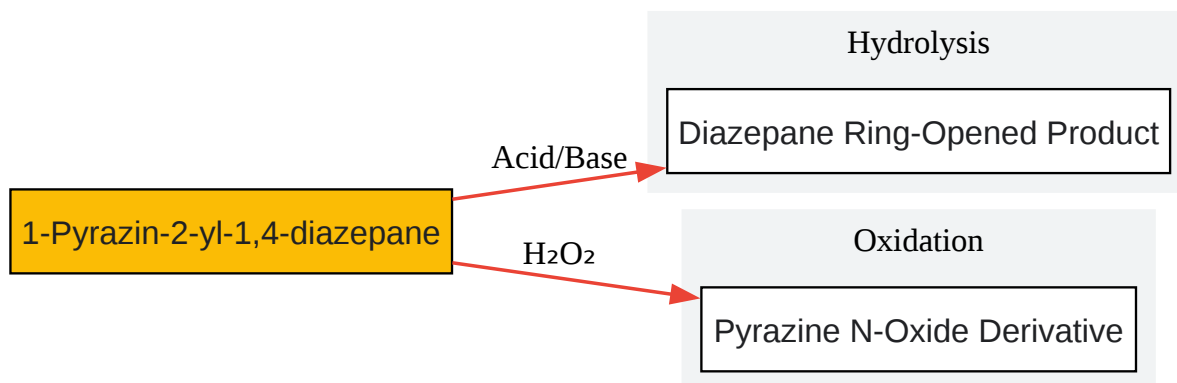 Hydrolysis
Diazepane Ring-Opened Product
Acid/Base
1-Pyrazin-2-yl-1,4-diazepane
H₂O₂
Oxidation
Pyrazine N-Oxide Derivative